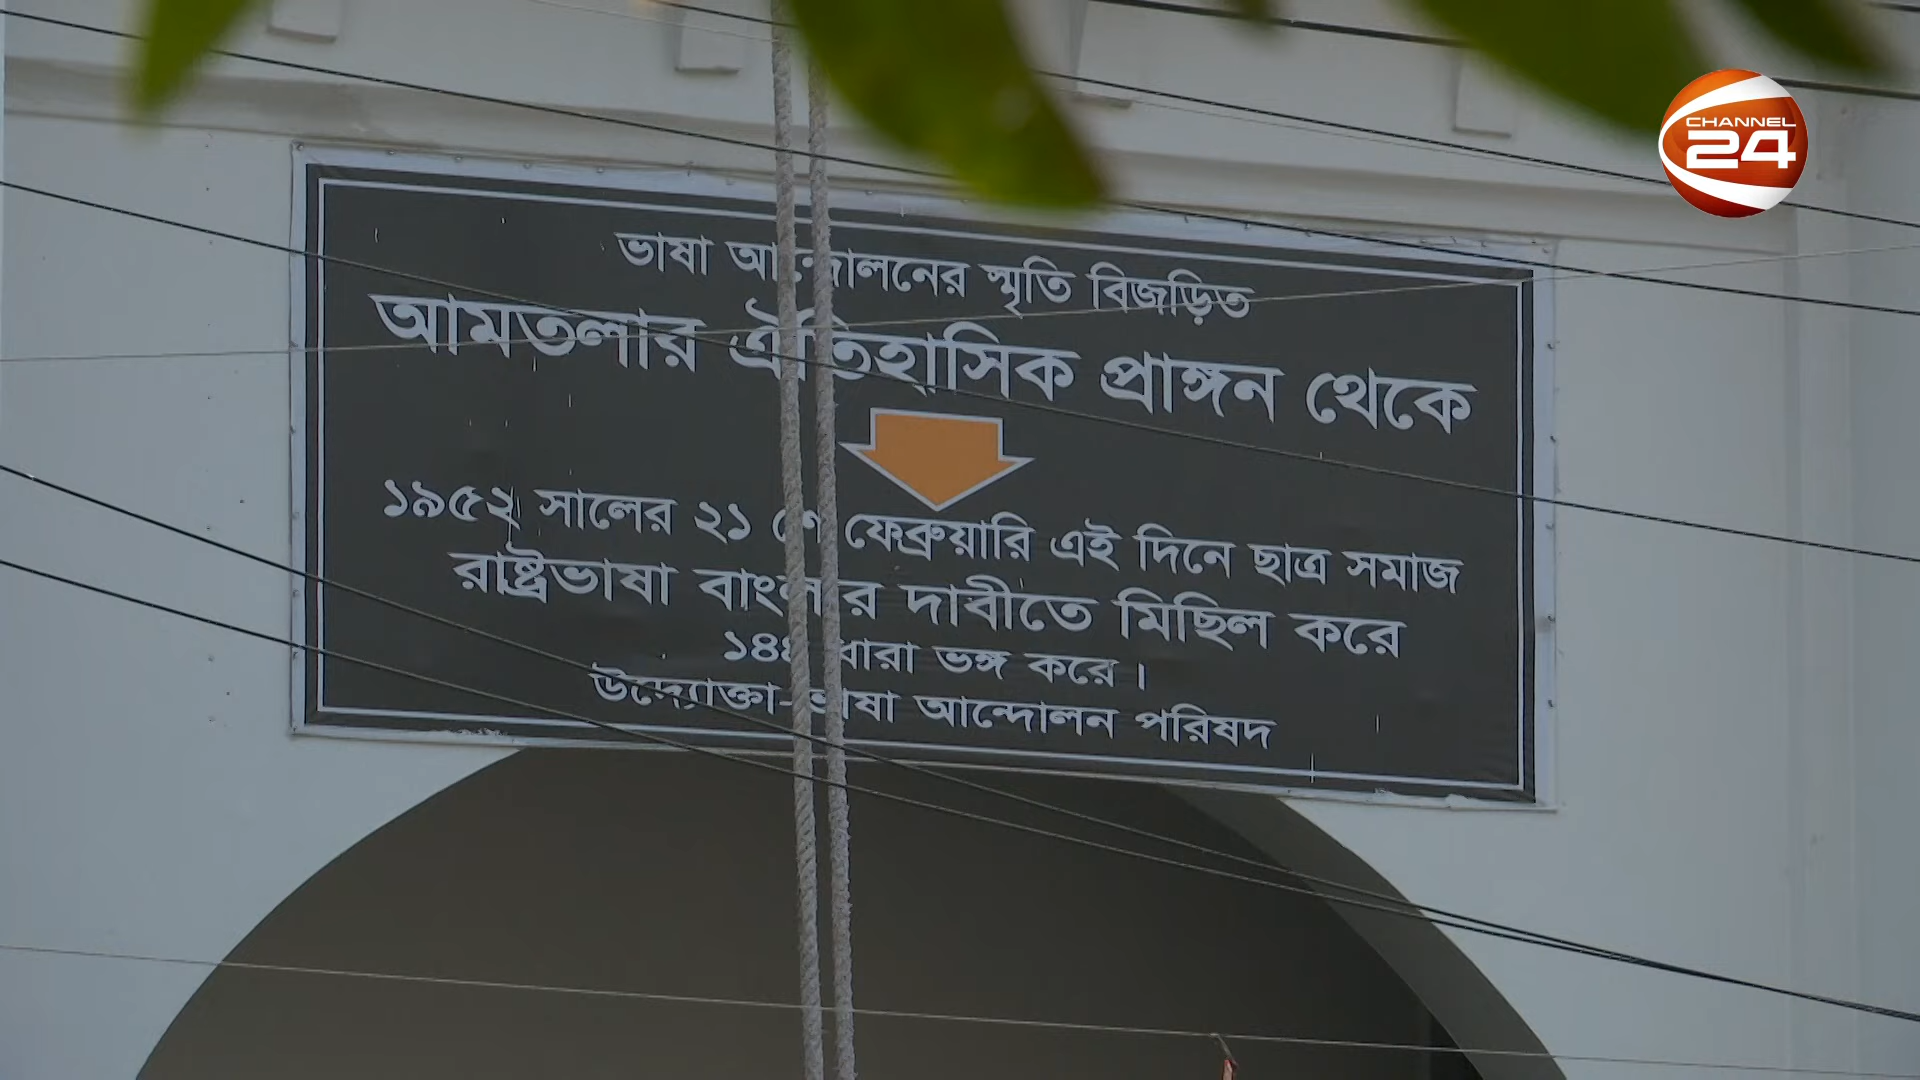 CHANNEL
24
ভাষা আন্দোলনের স্মৃতি বিজড়িত
আমতলার ঐতিহাসিক প্রাঙ্গন থেকে
১৯৫২ সালের ২১ শে ফেব্রুয়ারি এই দিনে ছাত্র সমাজ
রাষ্ট্রভাষা বাংলার দাবীতে মিছিল করে
১৪৪ ধারা ভঙ্গ করে।
উদ্যোক্তা-ভাষা আন্দোলন পরিষদ